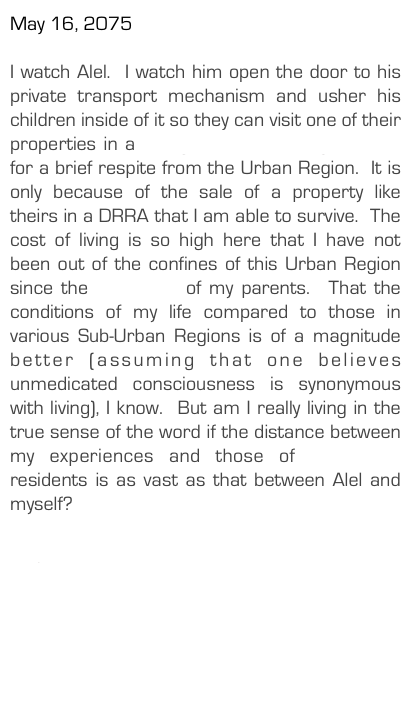 May 16, 2075
I watch Alel. I watch him open the door to his
private transport mechanism and usher his
children inside of it so they can visit one of their
properties in a
for a brief respite from the Urban Region. It is
only because of the sale of a property like
theirs in a DRRA that I am able to survive. The
cost of living is so high here that I have not
been out of the confines of this Urban Region
since the of my parents. That the
conditions of my life compared to those in
various Sub-Urban Regions is of a magnitude
better (assuming that one believes
unmedicated consciousness is synonymous
with living), I know. But am I really living in the
true sense of the word if the distance between
my experiences and those of
residents is as vast as that between Alel and
myself?